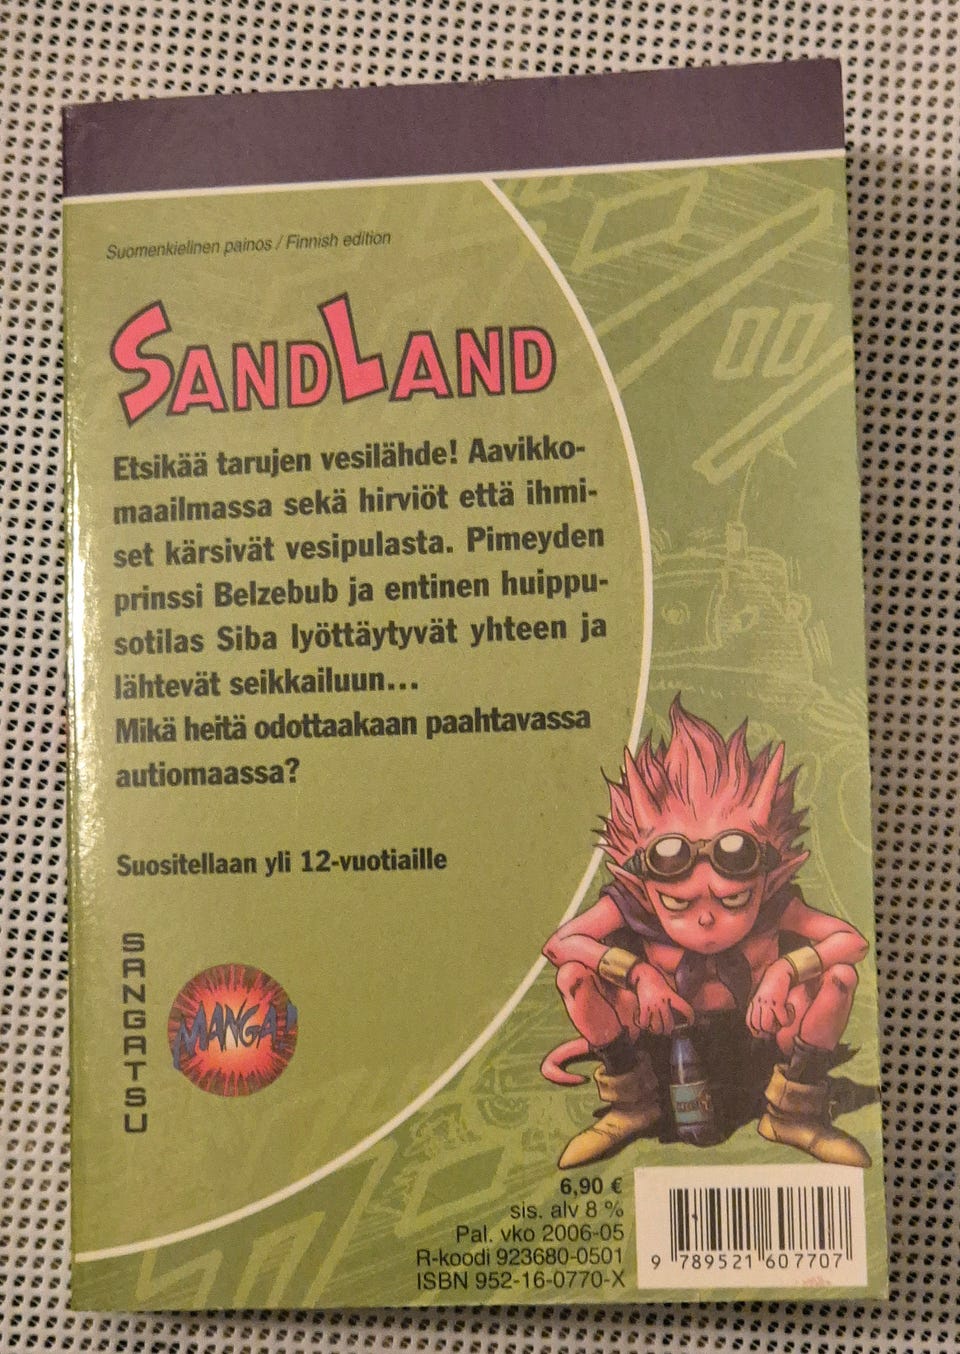 Suomenkielinen painos / Finnish edition
SANDLAND
Etsikää tarujen vesilähde! Aavikko-
maailmassa sekä hirviöt että ihmi-
set kärsivät vesipulasta. Pimeyden
prinssi Belzebub ja entinen huippu-
sotilas Siba lyöttäytyvät yhteen ja
lähtevät seikkailuun...
Mikä heitä odottaakaan paahtavassa
autiomaassa?
Suositellaan yli 12-vuotiaille
SANGATSU
MANGA!
6,90 €
sis. alv 8 %
Pal. vko 2006-05
R-koodi 923680-0501
ISBN 952-16-0770-X
9 789521 607707